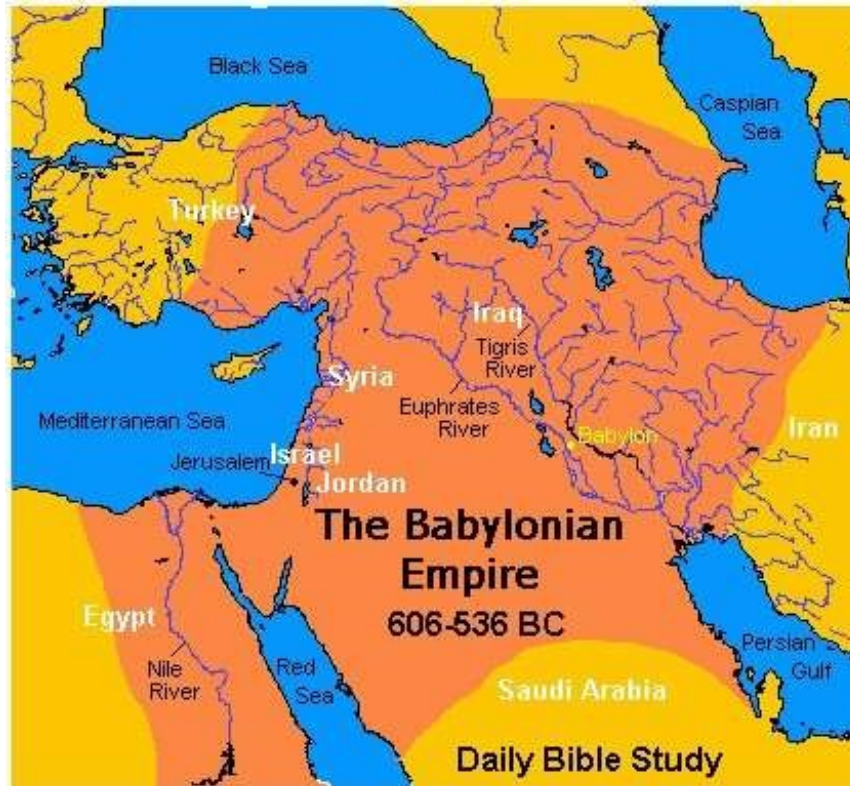 Black Sea
Caspian
Sea
Turkey
Iraq
Tigris
River
Syria
Euphrates
River
Mediterranean Sea
Babylon
Iran
Israel
Jerusalem
Jordan
The Babylonian
Empire
606-536 BC
Egypt
Nile
River
Red
Sea
Persian
Gulf
Saudi Arabia
Daily Bible Study